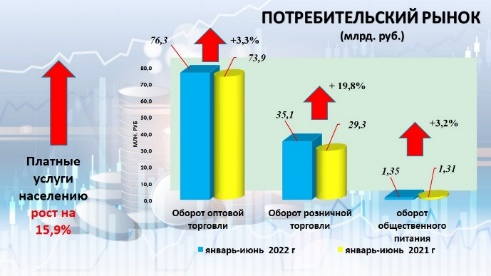 ПОТРЕБИТЕЛЬСКИЙ РЫНОК
(млрд. руб.)
76,3
+3,3%
73,9
+ 19,8%
35,1
29,3
+3,2%
1,35
1,31
80,0
70,0
60,0
50,0
40,0
30,0
20,0
10,0
0,0
МЛН. РУБ
Платные
услуги
населению
рост на
15,9%
Оборот оптовой
торговли
Оборот розничной
торговли
оборот
общественного
питания
январь-июнь 2022 г
январь-июнь 2021 г